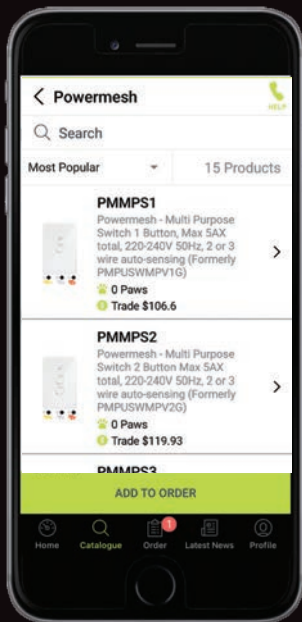 Powermesh
HELP
Search
Most Popular
15 Products
PMMPS1
Powermesh - Multi Purpose
Switch 1 Button, Max 5AX
total, 220-240V 50Hz, 2 or 3
wire auto-sensing (Formerly
PMPUSWMPV1G)
0 Paws
Trade $106.6
PMMPS2
Powermesh - Multi Purpose
Switch 2 Button Max 5AX
total, 220-240V 50Hz, 2 or 3
wire auto-sensing (Formerly
PMPUSWMPV2G)
0 Paws
Trade $119.93
PMMPS3
ADD TO ORDER
1
Home
Catalogue
Order
Latest News
Profile